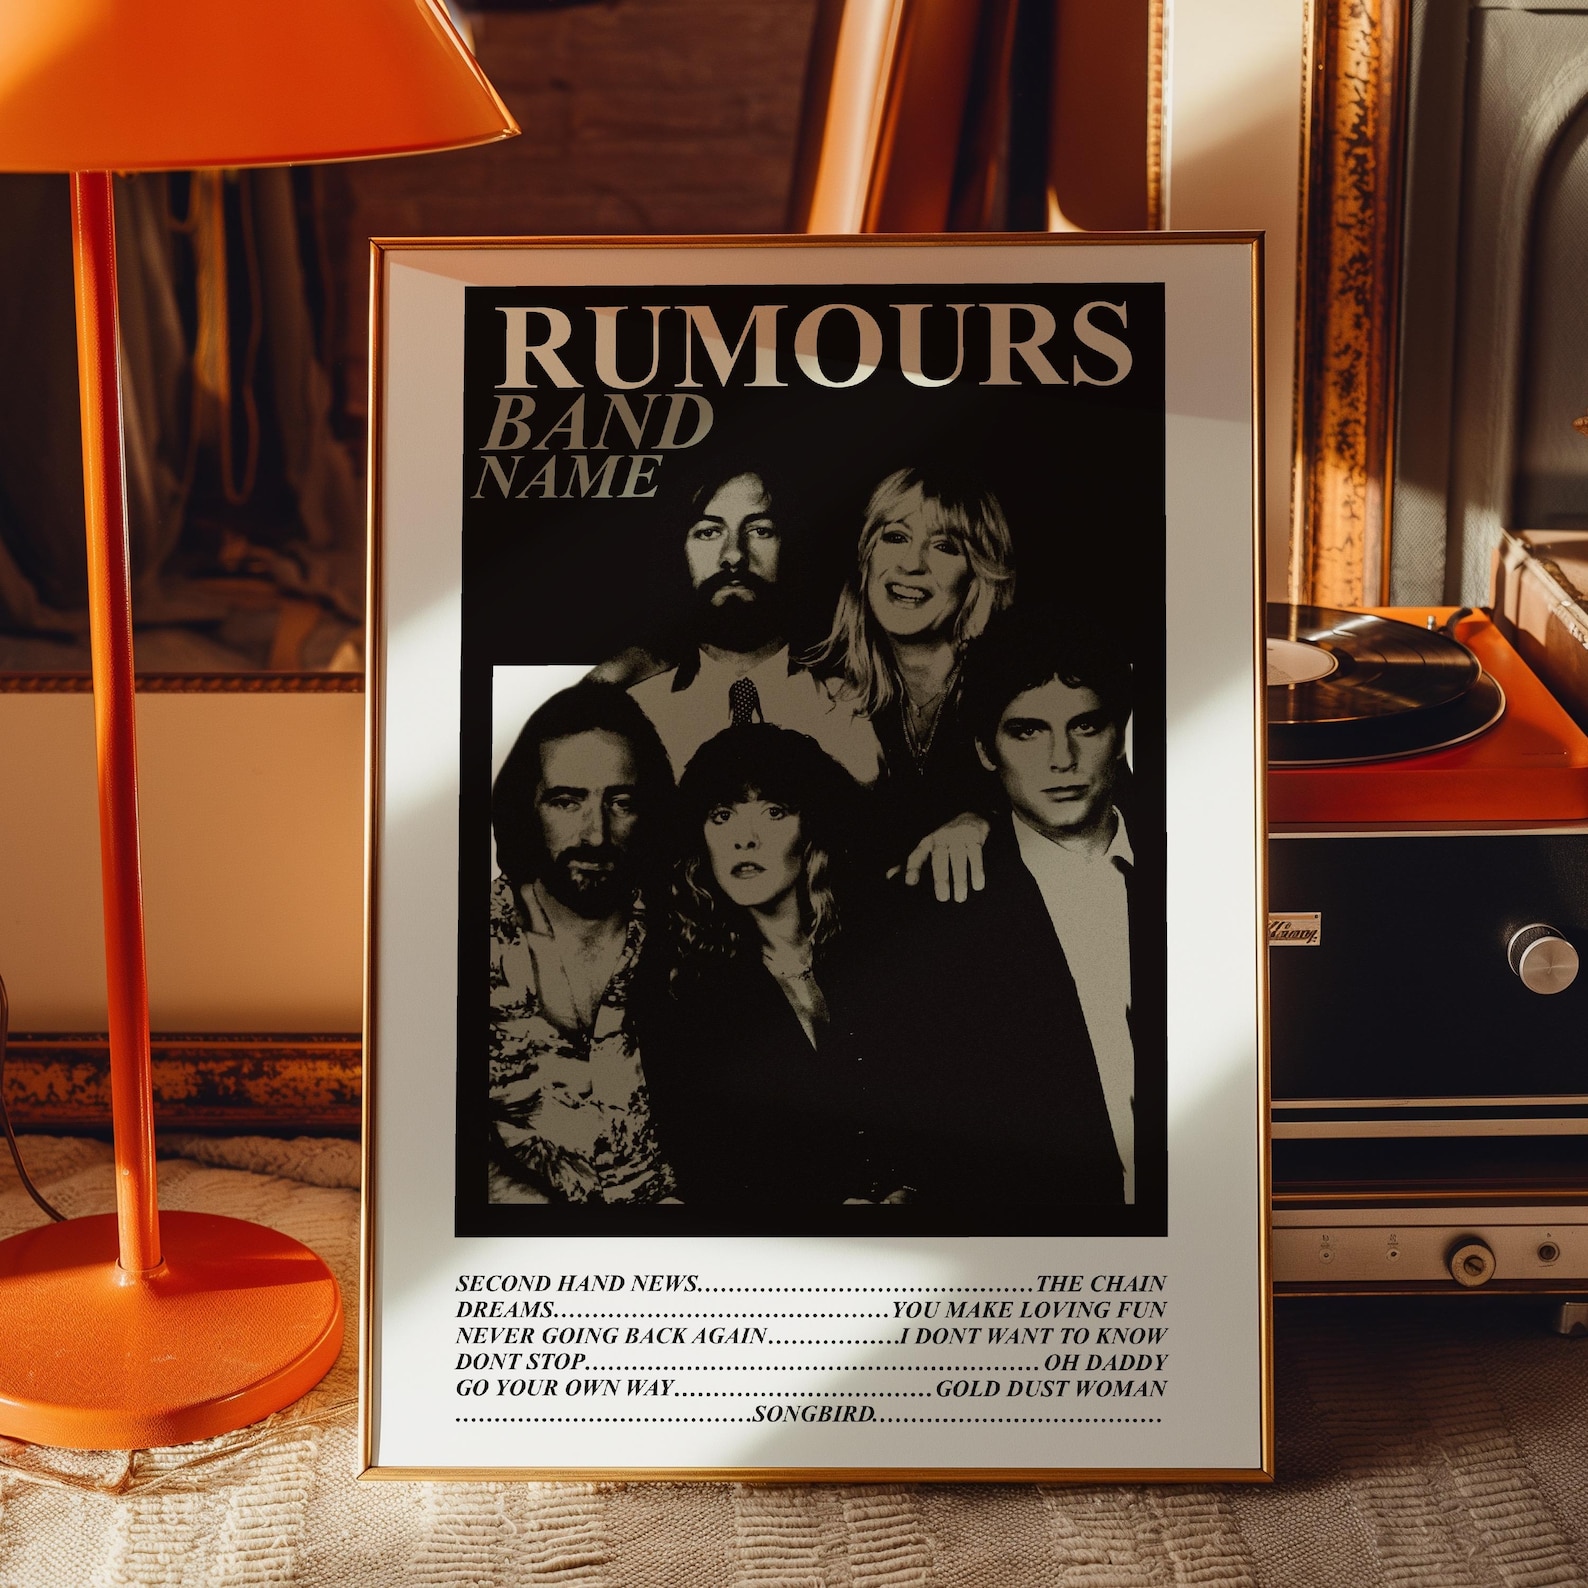 RUMOURS
BAND
NAME
SECOND HAND NEWS........................................THE CHAIN
DREAMS........................................YOU MAKE LOVING FUN
NEVER GOING BACK AGAIN.................I DONT WANT TO KNOW
DONT STOP......................................................OH DADDY
GO YOUR OWN WAY...............................GOLD DUST WOMAN
...................................SONGBIRD..................................